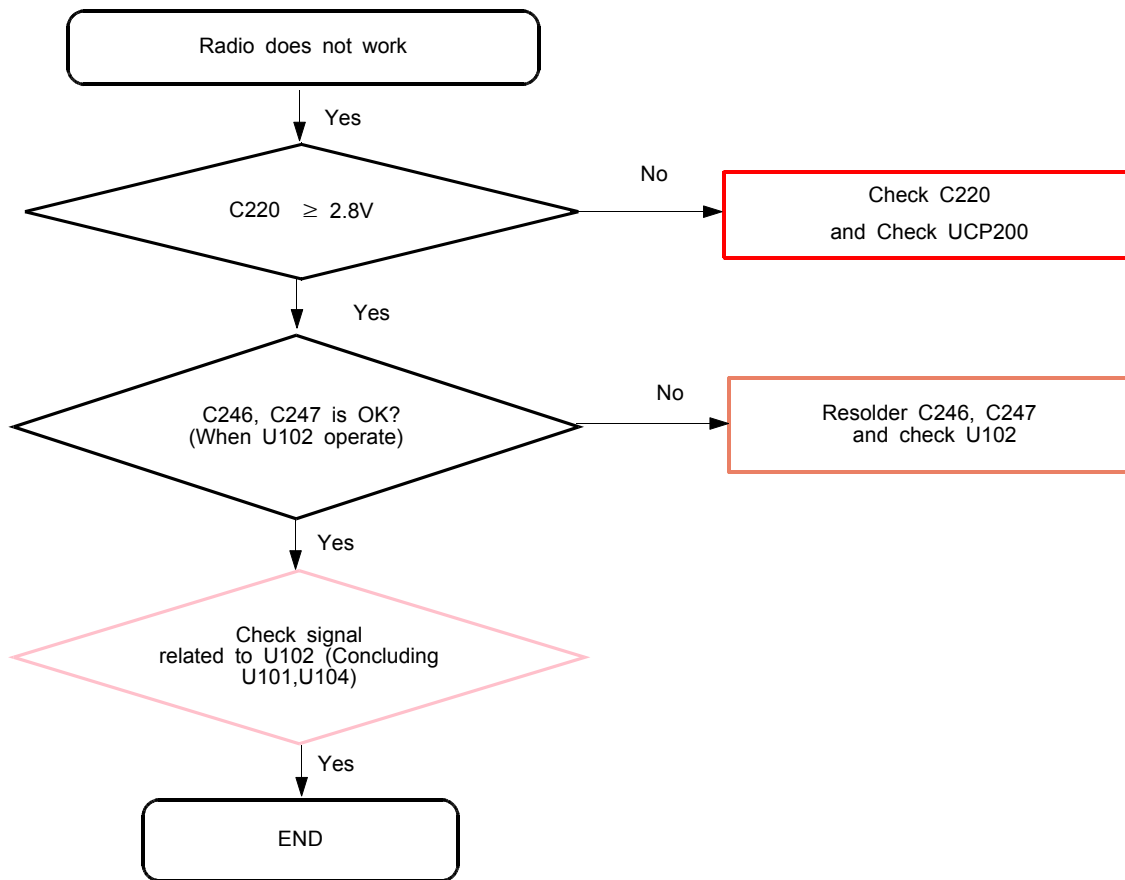 Radio does not work
Yes
C220 ≥ 2.8V
No
Check C220
and Check UCP200
Yes
C246, C247 is OK?
(When U102 operate)
No
Resolder C246, C247
and check U102
Yes
Check signal
related to U102 (Concluding
U101,U104)
Yes
END